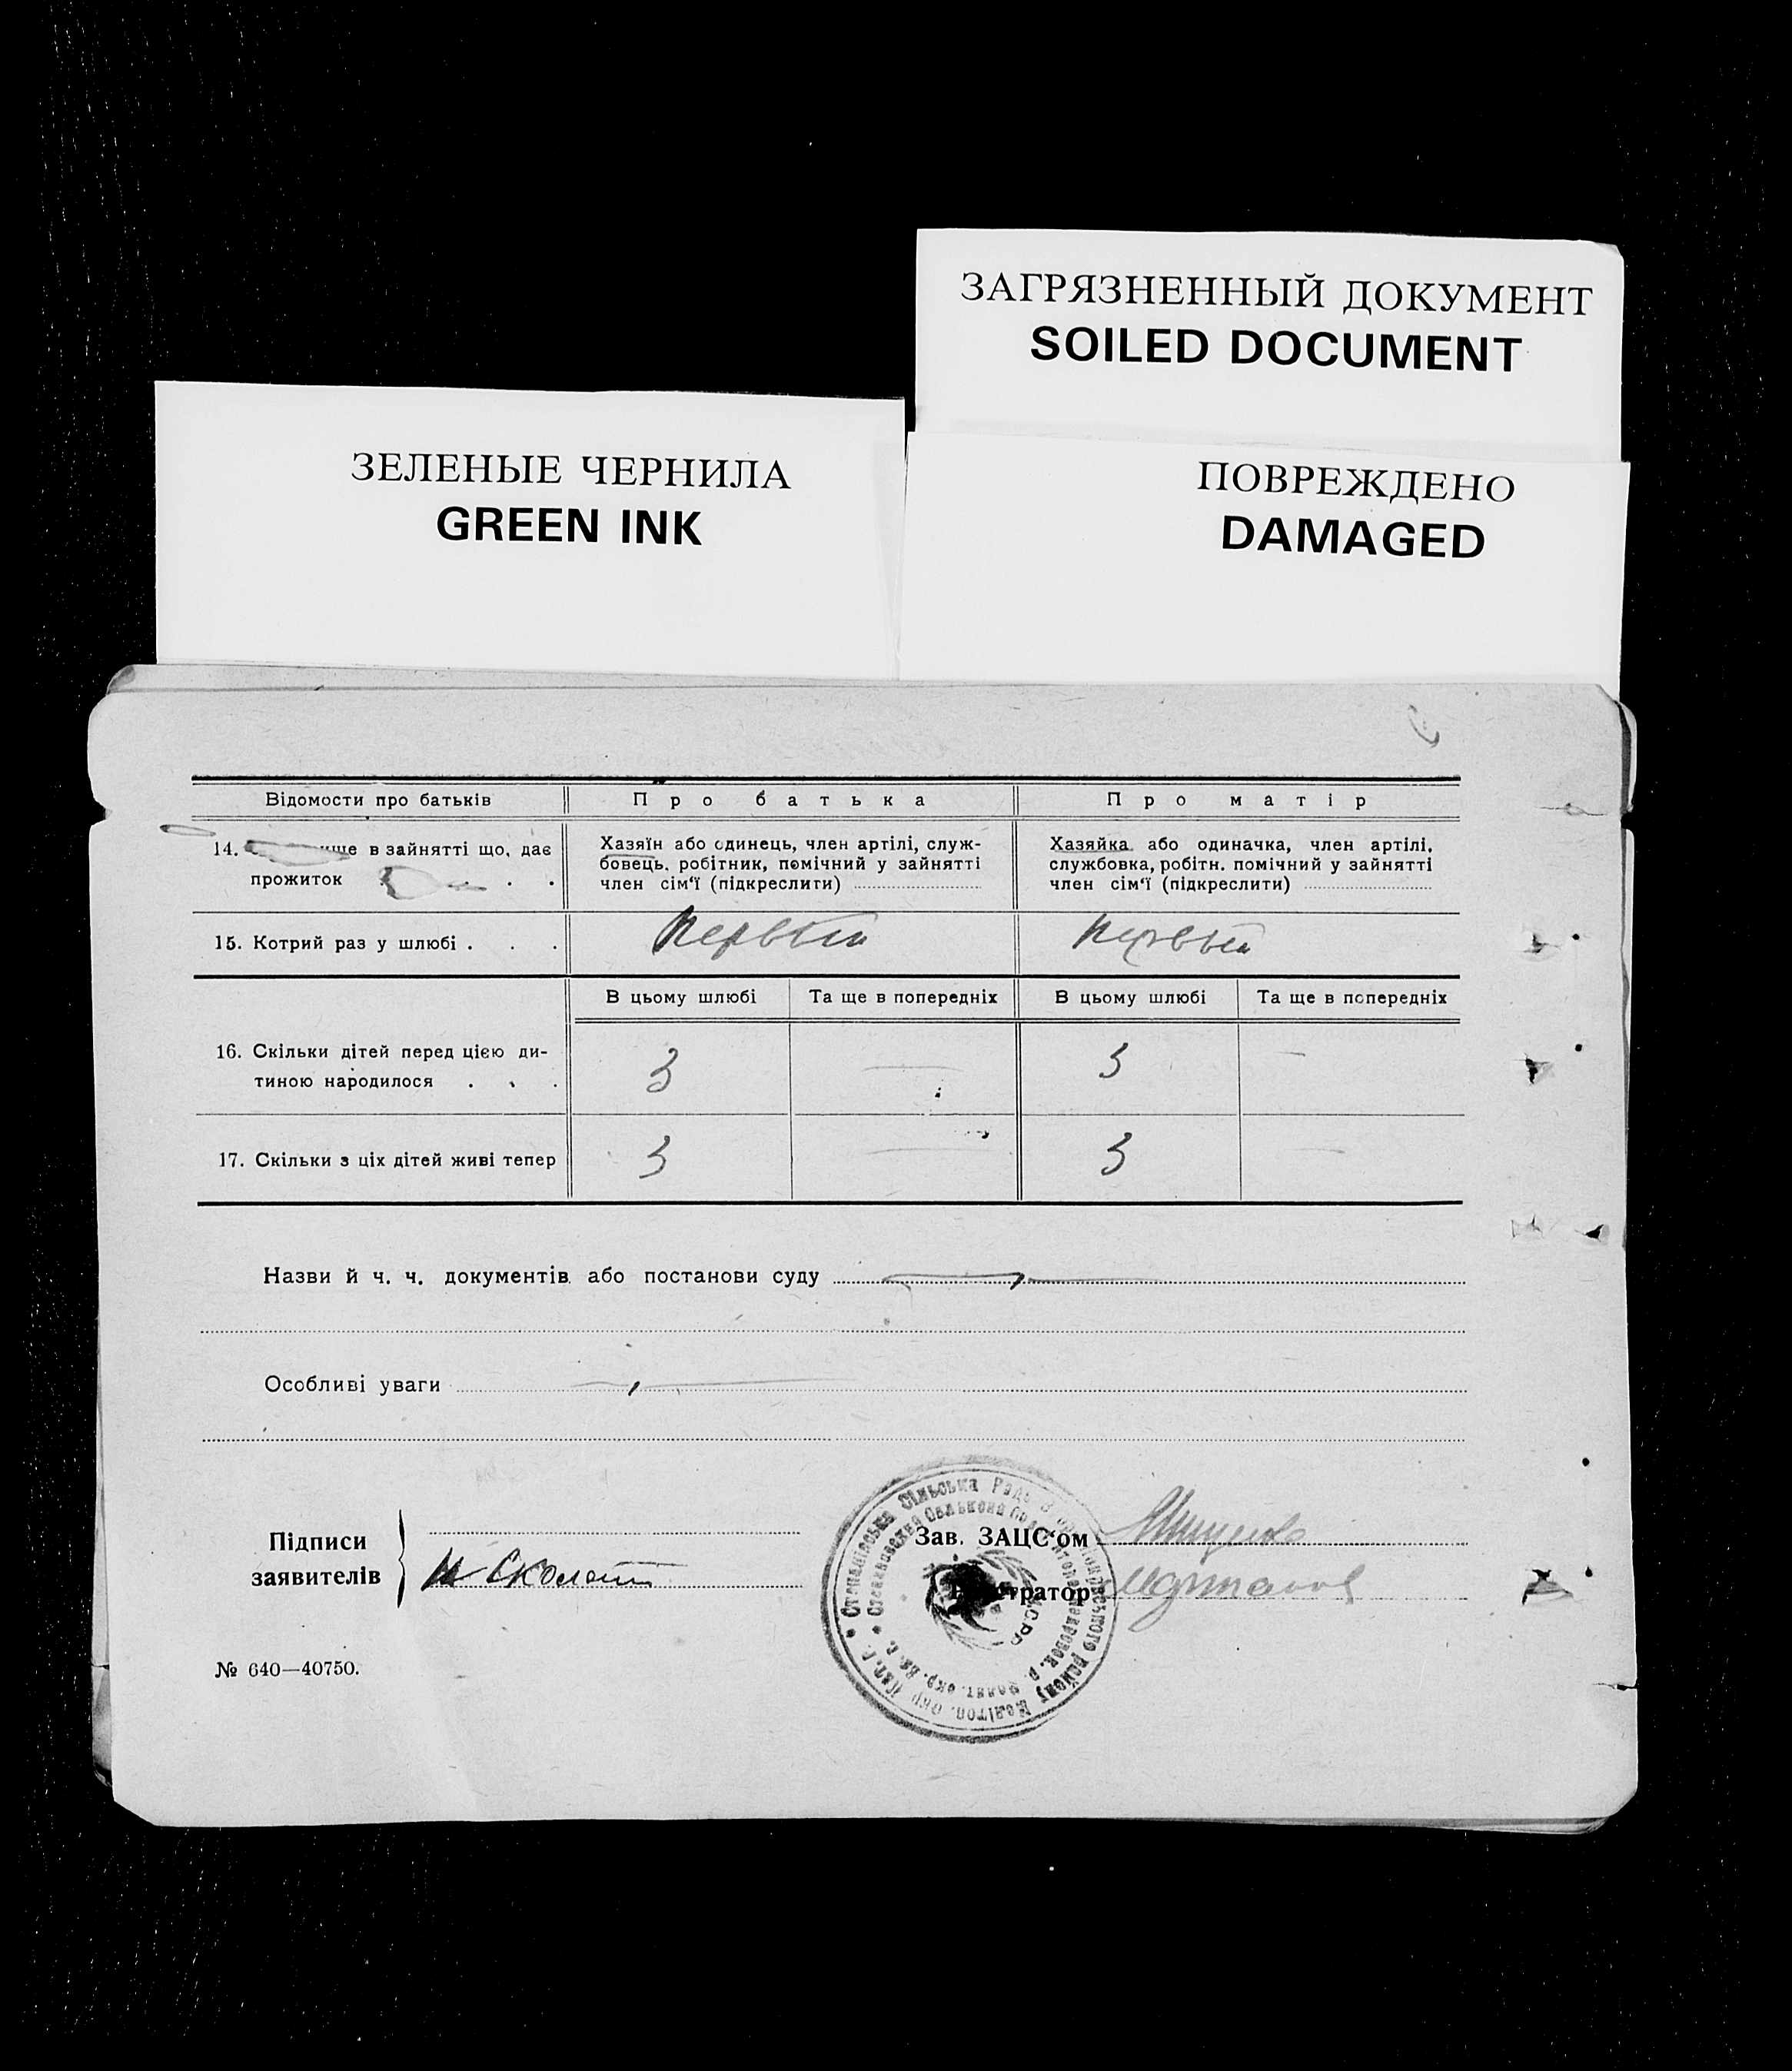 ЗАГРЯЗНЕННЫЙ ДОКУМЕНТ
SOILED DOCUMENT
ЗЕЛЕНЫЕ ЧЕРНИЛА
GREEN INK
ПОВРЕЖДЕНО
DAMAGED
Відомости про батьків
Про батька
Про матір
14. в зайнятті що, дає
прожиток . .
Хазяїн або одинець, член артілі, служ-
бовець, робітник, помічний у зайнятті
член сім'ї (підкреслити)
Хазяйка або одиначка, член артілі,
службовка, робітн. помічний у зайнятті
член сім'ї (підкреслити)
15. Котрий раз у шлюбі . . .
Первый
Первый
В цьому шлюбі
Та ще в попередніх
В цьому шлюбі
Та ще в попередніх
16. Скільки дітей перед цією ди-
тиною народилося . . .
3
—
3
—
17. Скільки з ціх дітей живі тепер
3
—
3
—
Назви й ч. ч. документів або постанови суду
Особливі уваги
Підписи
заявителів
Зав. ЗАЦС'ом
№ 640—40750.